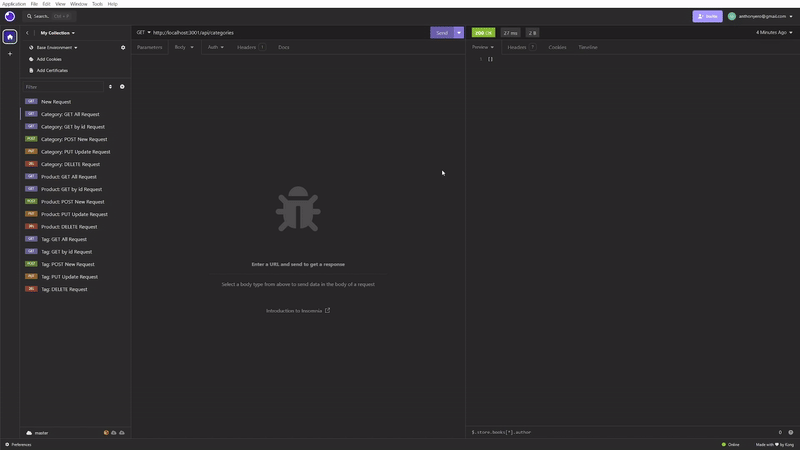 Application File Edit View Window Tools Help
Search.. Ctrl + P
Invite
4 Minutes Ago
My Collection
GET http://localhost:3001/api/categories
Send
200 OK 27 ms 2 B
Base Environment
Parameters Body Auth Headers Docs
Preview Headers Cookies Timeline
Add Cookies
1 []
Add Certificates
Filter
GET New Request
GET Category: GET All Request
GET Category: GET by id Request
POST Category: POST New Request
PUT Category: PUT Update Request
DEL Category: DELETE Request
GET Product: GET All Request
GET Product: GET by id Request
POST Product: POST New Request
PUT Product: PUT Update Request
DEL Product: DELETE Request
GET Tag: GET All Request
GET Tag: GET by id Request
POST Tag: POST New Request
PUT Tag: PUT Update Request
DEL Tag: DELETE Request
Enter a URL and send to get a response
Select a body type from above to send data in the body of a request
Introduction to Insomnia
master
$.store.books[*].author
0
Preferences
Online
Made with by Kong